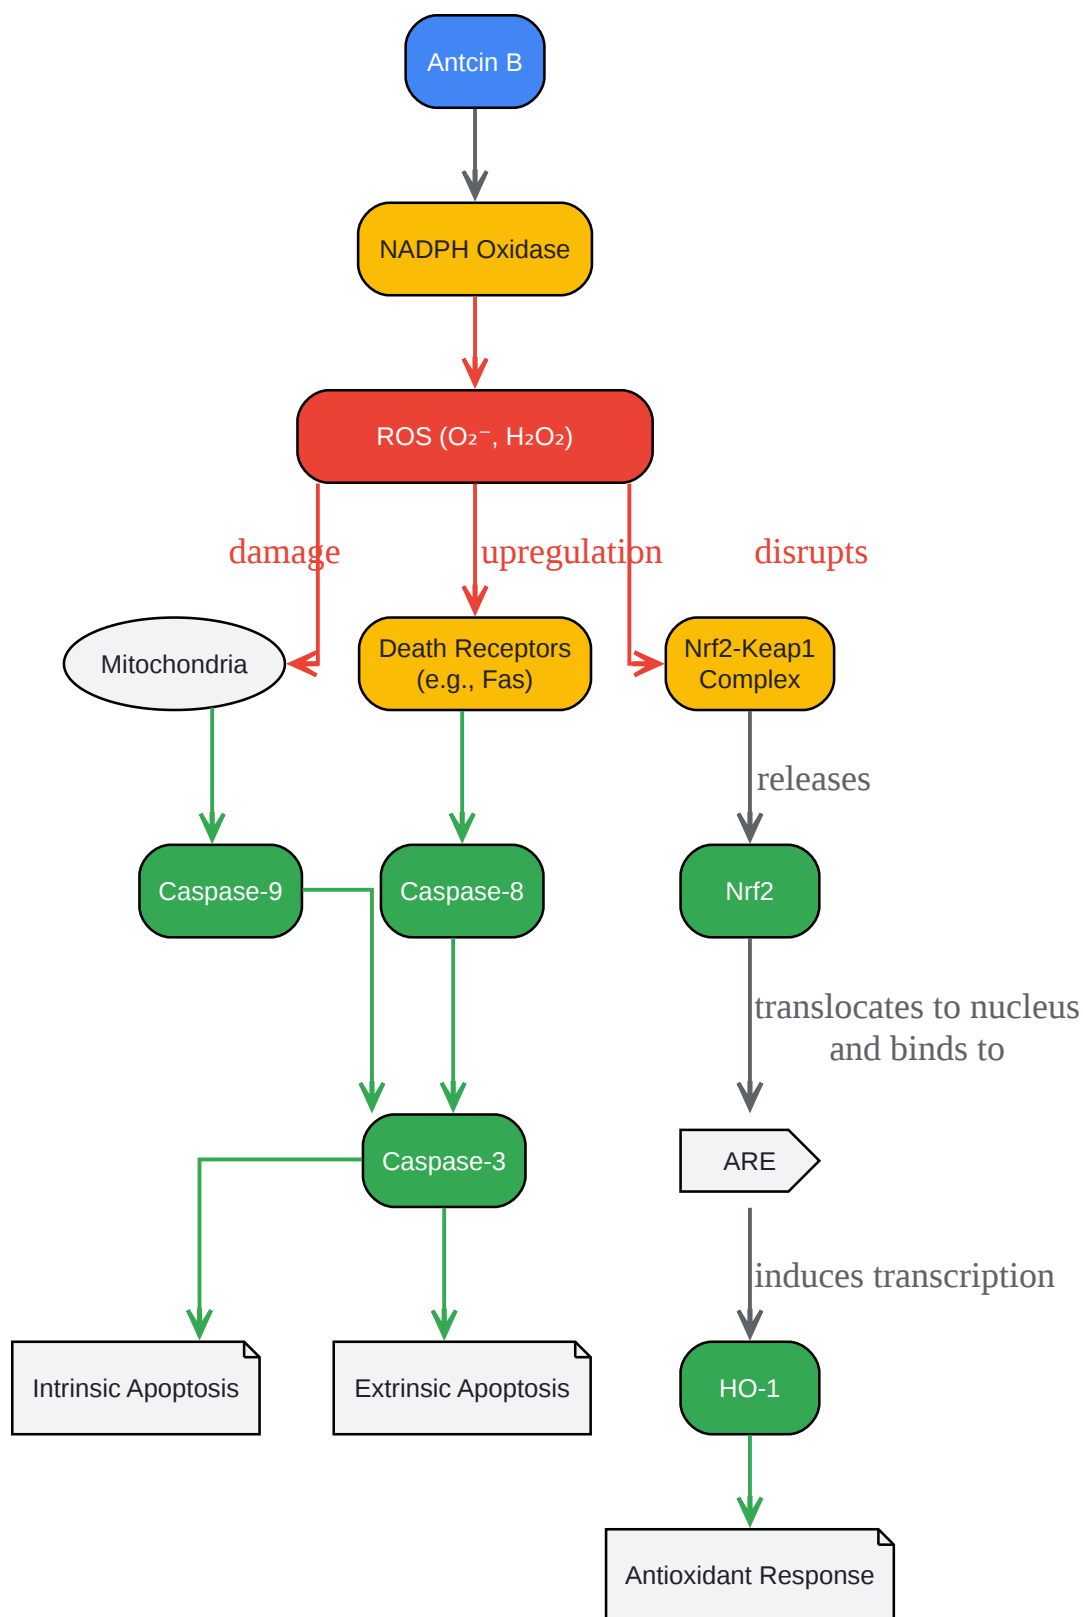 Antcin B
NADPH Oxidase
ROS (O₂⁻, H₂O₂)
damage
upregulation
disrupts
Mitochondria
Death Receptors
(e.g., Fas)
Nrf2-Keap1
Complex
releases
Caspase-9
Caspase-8
Nrf2
translocates to nucleus
and binds to
Caspase-3
ARE
induces transcription
Intrinsic Apoptosis
Extrinsic Apoptosis
HO-1
Antioxidant Response